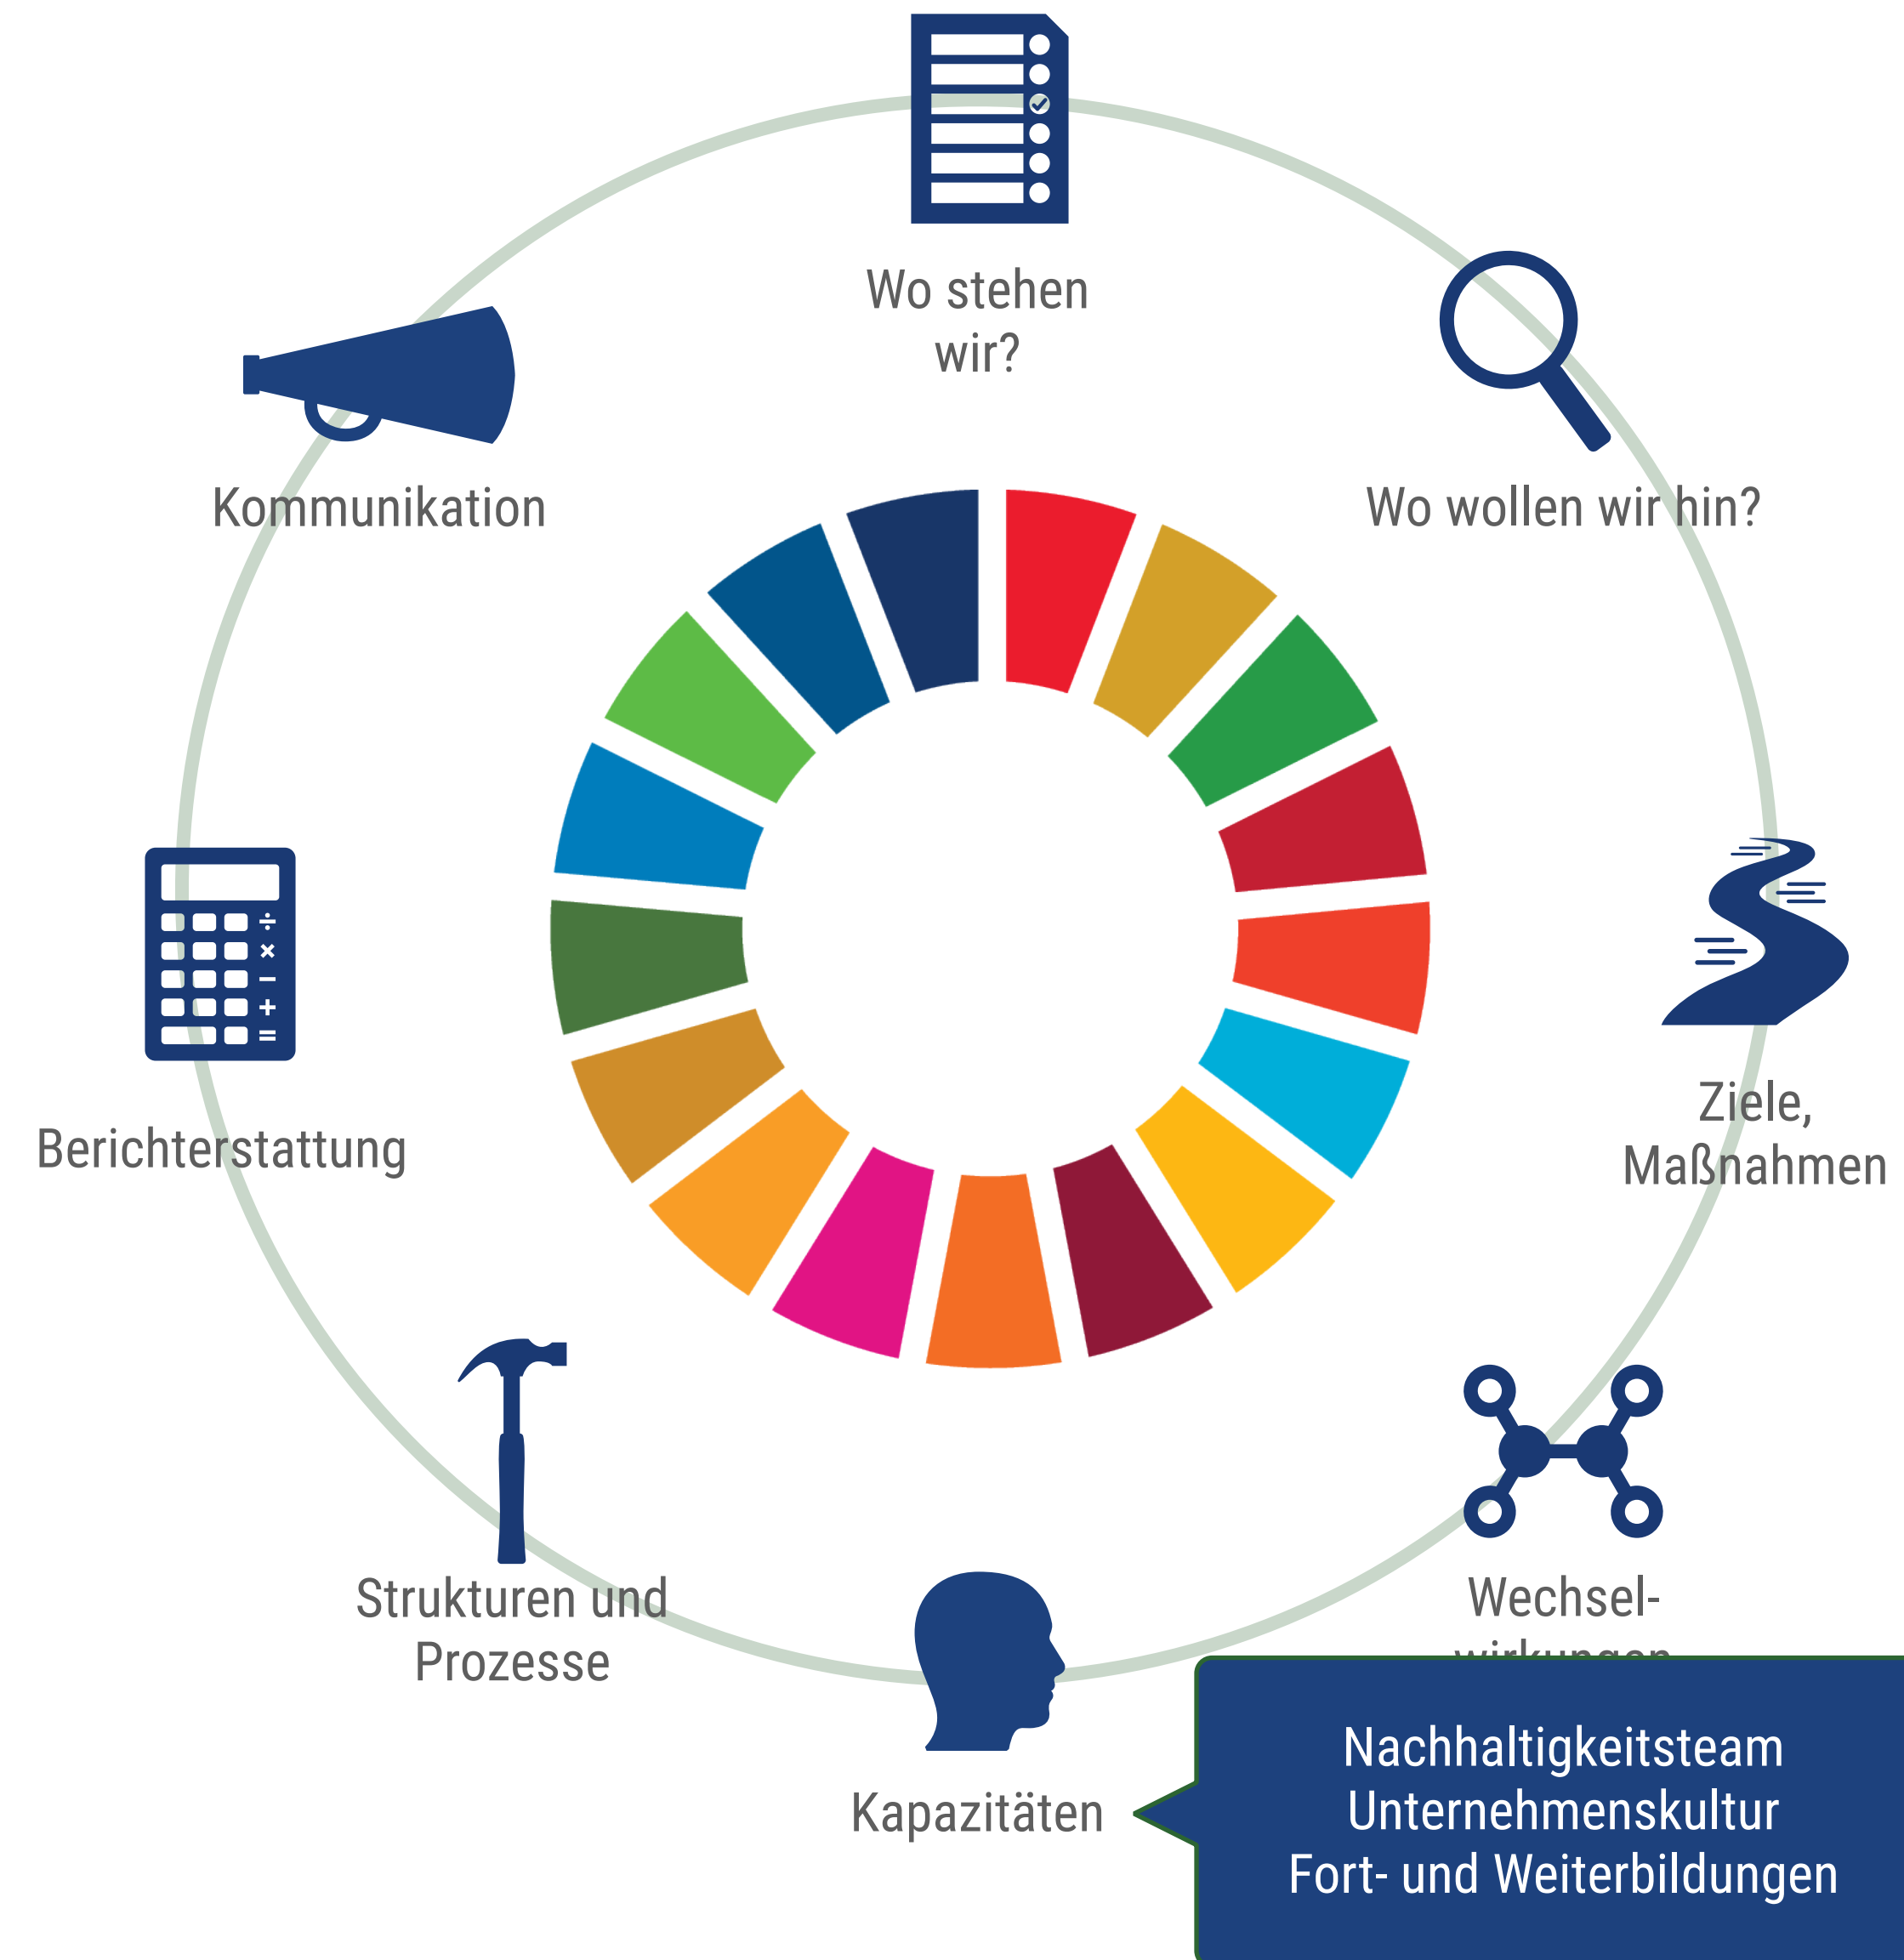 Wo stehen
wir?
Wo wollen wir hin?
Ziele,
Maßnahmen
Wechsel-
wirkungen
Nachhaltigkeitsteam
Unternehmenskultur
Fort- und Weiterbildungen
Kapazitäten
Strukturen und
Prozesse
Berichterstattung
Kommunikation